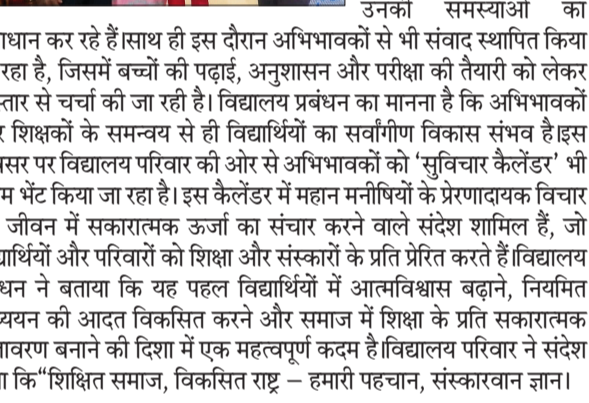 उनकी समस्याओं का
ाधान कर रहे हैं।साथ ही इस दौरान अभिभावकों से भी संवाद स्थापित किया
रहा है, जिसमें बच्चों की पढ़ाई, अनुशासन और परीक्षा की तैयारी को लेकर
स्तार से चर्चा की जा रही है। विद्यालय प्रबंधन का मानना है कि अभिभावकों
र शिक्षकों के समन्वय से ही विद्यार्थियों का सर्वांगीण विकास संभव है।इस
सर पर विद्यालय परिवार की ओर से अभिभावकों को ‘सुविचार कैलेंडर’ भी
म भेंट किया जा रहा है। इस कैलेंडर में महान मनीषियों के प्रेरणादायक विचार
जीवन में सकारात्मक ऊर्जा का संचार करने वाले संदेश शामिल हैं, जो
ार्थियों और परिवारों को शिक्षा और संस्कारों के प्रति प्रेरित करते हैं।विद्यालय
धन ने बताया कि यह पहल विद्यार्थियों में आत्मविश्वास बढ़ाने, नियमित
ययन की आदत विकसित करने और समाज में शिक्षा के प्रति सकारात्मक
ावरण बनाने की दिशा में एक महत्वपूर्ण कदम है।विद्यालय परिवार ने संदेश
ा कि“शिक्षित समाज, विकसित राष्ट्र – हमारी पहचान, संस्कारवान ज्ञान।